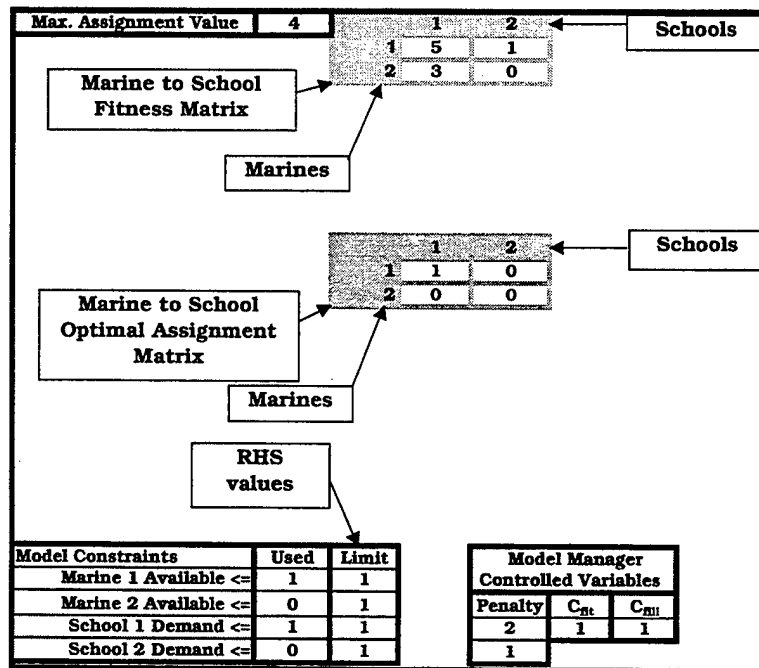 Max. Assignment Value 4
1 2
Schools
1 5 1
2 3 0
Marine to School
Fitness Matrix
Marines
1 2
Schools
1 1 0
2 0 0
Marine to School
Optimal Assignment
Matrix
Marines
RHS
values
Model Constraints Used Limit
Marine 1 Available <= 1 1
Marine 2 Available <= 0 1
School 1 Demand <= 1 1
School 2 Demand <= 0 1
Model Manager
Controlled Variables
Penalty Cfit Cfill
2 1 1
1